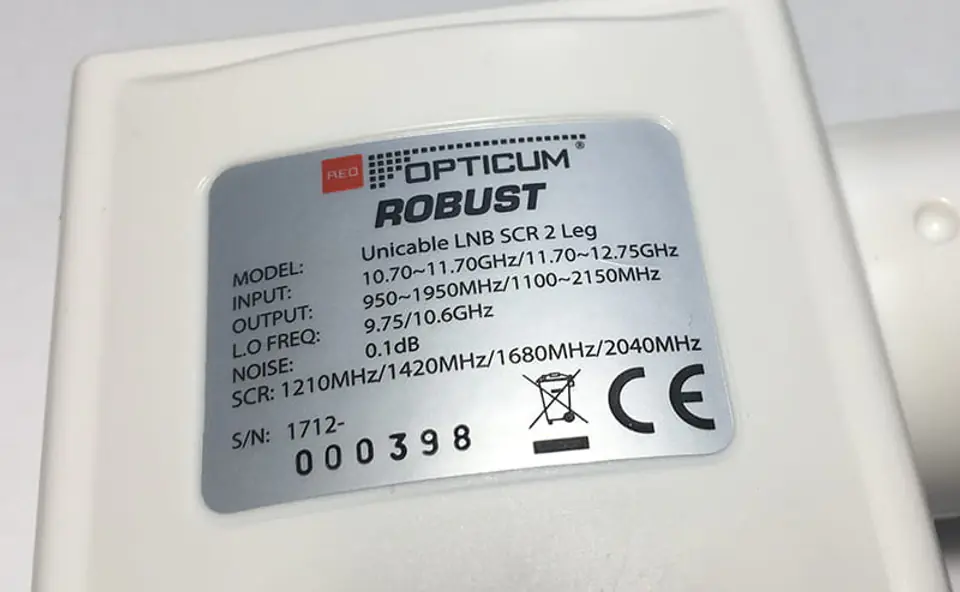 RED OPTICUM®
ROBUST
MODEL: Unicable LNB SCR 2 Leg
INPUT: 10.70~11.70GHz/11.70~12.75GHz
OUTPUT: 950~1950MHz/1100~2150MHz
L.O FREQ: 9.75/10.6GHz
NOISE: 0.1dB
SCR: 1210MHz/1420MHz/1680MHz/2040MHz
S/N: 1712-
000398
CE